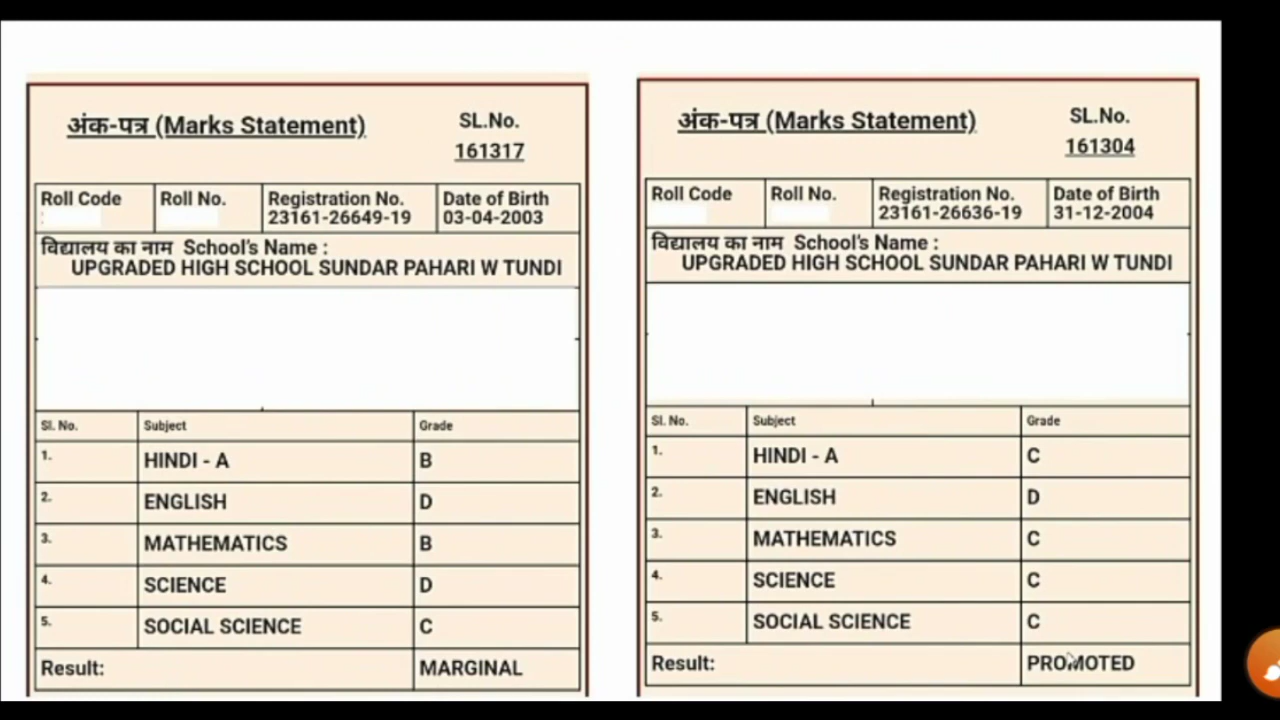 अंक-पत्र (Marks Statement)
SL.No.
161317
Roll Code Roll No. Registration No. Date of Birth
23161-26649-19 03-04-2003
विद्यालय का नाम School's Name :
UPGRADED HIGH SCHOOL SUNDAR PAHARI W TUNDI
Sl. No. Subject Grade
1. HINDI - A B
2. ENGLISH D
3. MATHEMATICS B
4. SCIENCE D
5. SOCIAL SCIENCE C
Result: MARGINAL
अंक-पत्र (Marks Statement)
SL.No.
161304
Roll Code Roll No. Registration No. Date of Birth
23161-26636-19 31-12-2004
विद्यालय का नाम School's Name :
UPGRADED HIGH SCHOOL SUNDAR PAHARI W TUNDI
Sl. No. Subject Grade
1. HINDI - A C
2. ENGLISH D
3. MATHEMATICS C
4. SCIENCE C
5. SOCIAL SCIENCE C
Result: PROMOTED